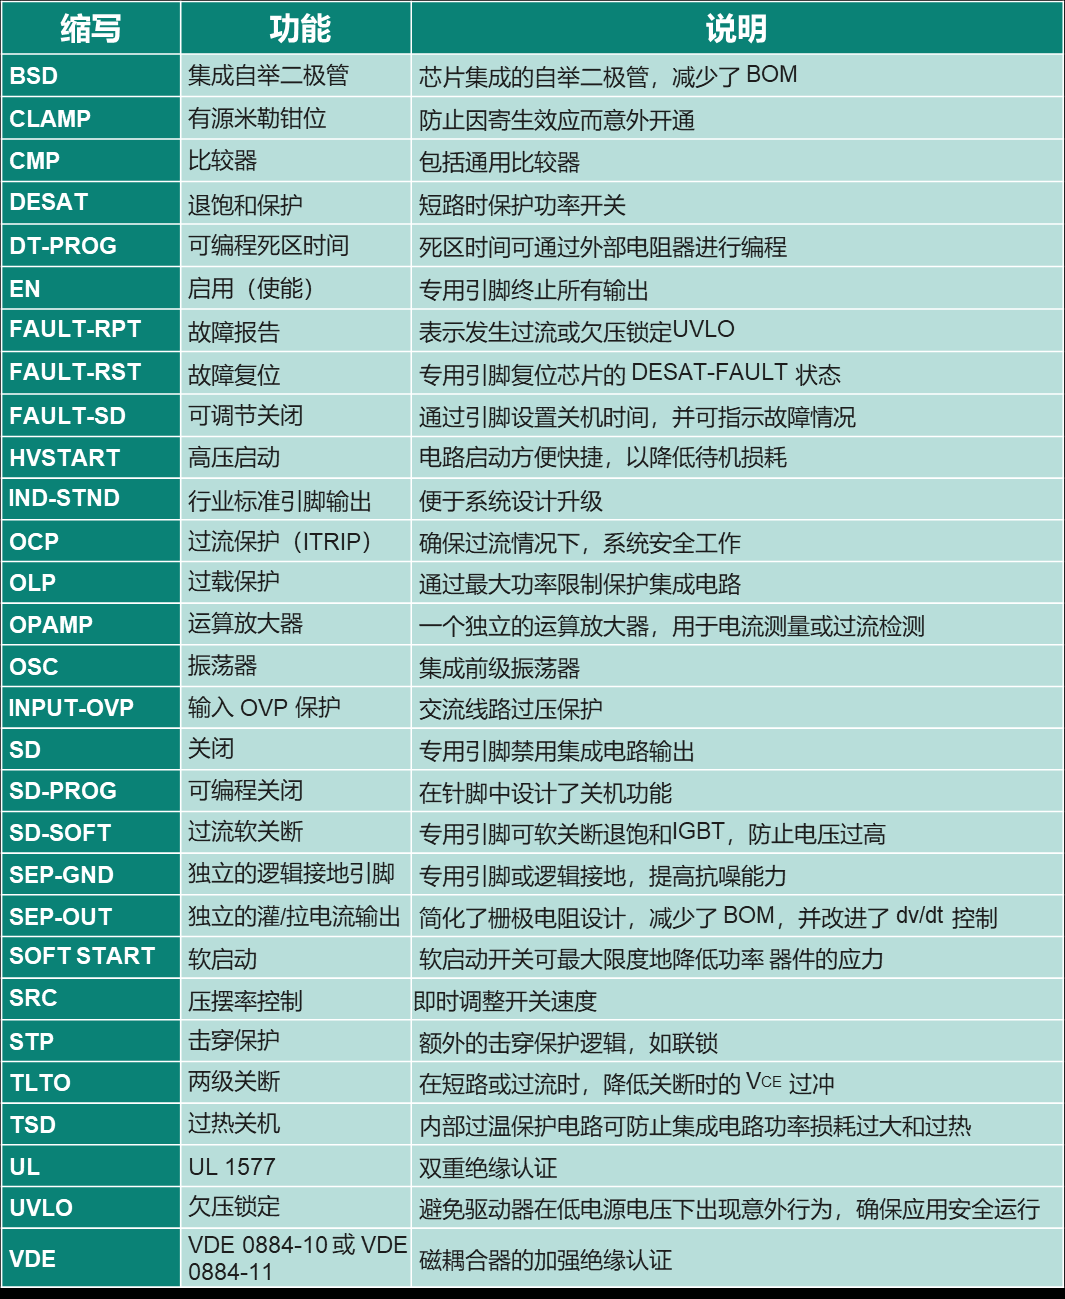 缩写 功能 说明
BSD 集成自举二极管 芯片集成的自举二极管，减少了 BOM
CLAMP 有源米勒钳位 防止因寄生效应而意外开通
CMP 比较器 包括通用比较器
DESAT 退饱和保护 短路时保护功率开关
DT-PROG 可编程死区时间 死区时间可通过外部电阻器进行编程
EN 启用（使能） 专用引脚终止所有输出
FAULT-RPT 故障报告 表示发生过流或欠压锁定UVLO
FAULT-RST 故障复位 专用引脚复位芯片的 DESAT-FAULT 状态
FAULT-SD 可调节关闭 通过引脚设置关机时间，并可指示故障情况
HVSTART 高压启动 电路启动方便快捷，以降低待机损耗
IND-STND 行业标准引脚输出 便于系统设计升级
OCP 过流保护（ITRIP） 确保过流情况下，系统安全工作
OLP 过载保护 通过最大功率限制保护集成电路
OPAMP 运算放大器 一个独立的运算放大器，用于电流测量或过流检测
OSC 振荡器 集成前级振荡器
INPUT-OVP 输入 OVP 保护 交流线路过压保护
SD 关闭 专用引脚禁用集成电路输出
SD-PROG 可编程关闭 在针脚中设计了关机功能
SD-SOFT 过流软关断 专用引脚可软关断退饱和IGBT，防止电压过高
SEP-GND 独立的逻辑接地引脚 专用引脚或逻辑接地，提高抗噪能力
SEP-OUT 独立的灌/拉电流输出 简化了栅极电阻设计，减少了 BOM，并改进了 dv/dt 控制
SOFT START 软启动 软启动开关可最大限度地降低功率 器件的应力
SRC 压摆率控制 即时调整开关速度
STP 击穿保护 额外的击穿保护逻辑，如联锁
TLTO 两级关断 在短路或过流时，降低关断时的 VCE 过冲
TSD 过热关机 内部过温保护电路可防止集成电路功率损耗过大和过热
UL UL 1577 双重绝缘认证
UVLO 欠压锁定 避免驱动器在低电源电压下出现意外行为，确保应用安全运行
VDE VDE 0884-10 或 VDE
0884-11 磁耦合器的加强绝缘认证